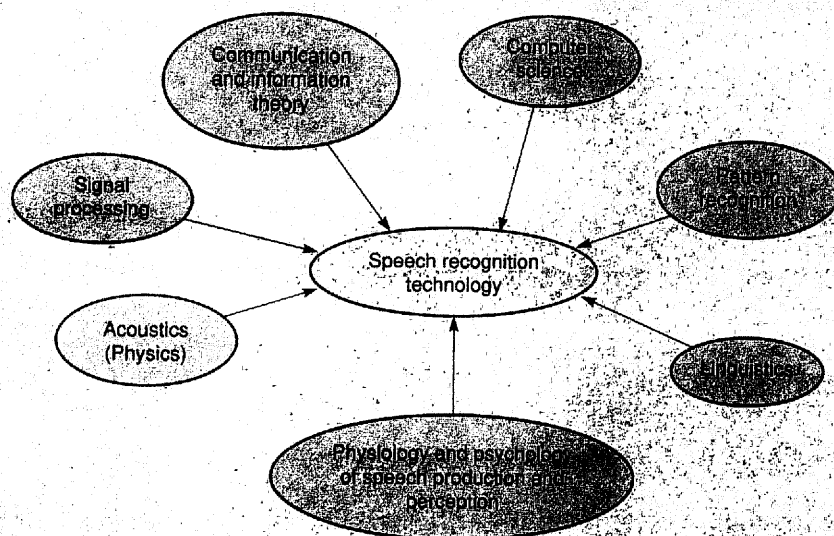 Communication
and information
theory
Computer
science
Signal
processing
Pattern
recognition
Speech recognition
technology
Acoustics
(Physics)
Linguistics
Physiology and psychology
of speech production and
perception